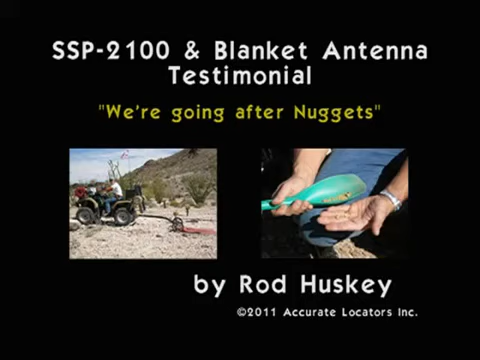 SSP-2100 & Blanket Antenna
Testimonial
"We're going after Nuggets"
by Rod Huskey
©2011 Accurate Locators Inc.